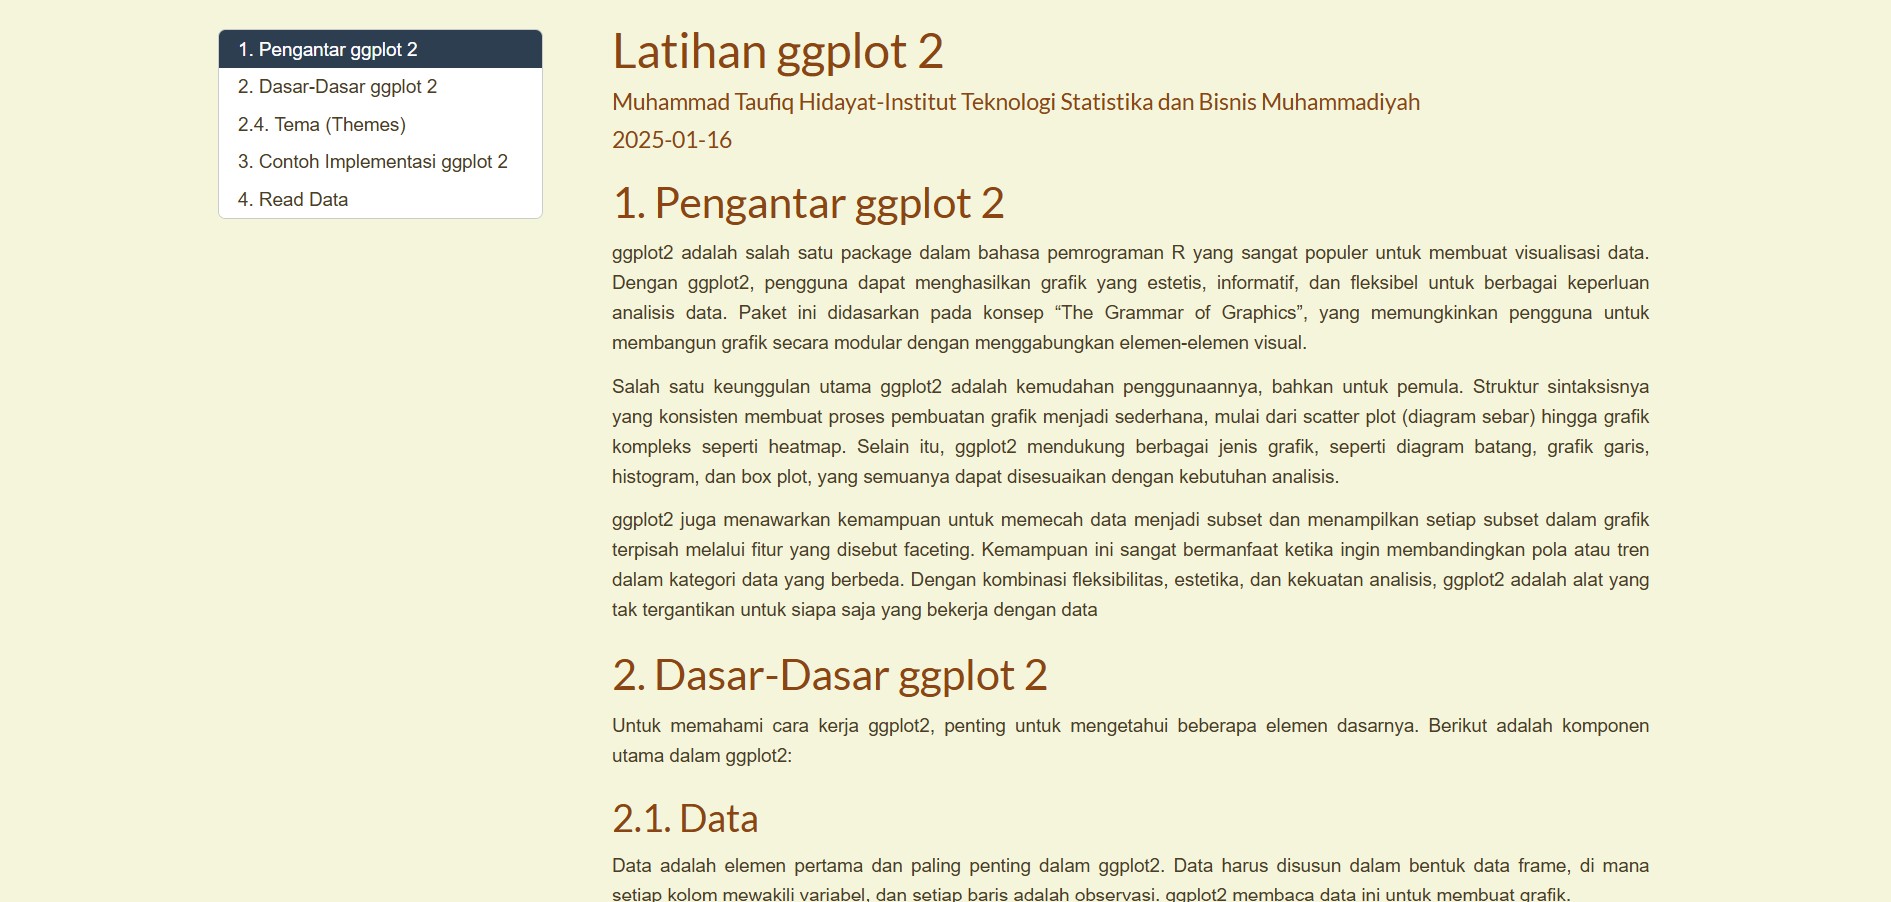 1. Pengantar ggplot 2
2. Dasar-Dasar ggplot 2
2.4. Tema (Themes)
3. Contoh Implementasi ggplot 2
4. Read Data
Latihan ggplot 2
Muhammad Taufiq Hidayat-Institut Teknologi Statistika dan Bisnis Muhammadiyah
2025-01-16
1. Pengantar ggplot 2
ggplot2 adalah salah satu package dalam bahasa pemrograman R yang sangat populer untuk membuat visualisasi data.
Dengan ggplot2, pengguna dapat menghasilkan grafik yang estetis, informatif, dan fleksibel untuk berbagai keperluan
analisis data. Paket ini didasarkan pada konsep “The Grammar of Graphics”, yang memungkinkan pengguna untuk
membangun grafik secara modular dengan menggabungkan elemen-elemen visual.
Salah satu keunggulan utama ggplot2 adalah kemudahan penggunaannya, bahkan untuk pemula. Struktur sintaksisnya
yang konsisten membuat proses pembuatan grafik menjadi sederhana, mulai dari scatter plot (diagram sebar) hingga grafik
kompleks seperti heatmap. Selain itu, ggplot2 mendukung berbagai jenis grafik, seperti diagram batang, grafik garis,
histogram, dan box plot, yang semuanya dapat disesuaikan dengan kebutuhan analisis.
ggplot2 juga menawarkan kemampuan untuk memecah data menjadi subset dan menampilkan setiap subset dalam grafik
terpisah melalui fitur yang disebut faceting. Kemampuan ini sangat bermanfaat ketika ingin membandingkan pola atau tren
dalam kategori data yang berbeda. Dengan kombinasi fleksibilitas, estetika, dan kekuatan analisis, ggplot2 adalah alat yang
tak tergantikan untuk siapa saja yang bekerja dengan data
2. Dasar-Dasar ggplot 2
Untuk memahami cara kerja ggplot2, penting untuk mengetahui beberapa elemen dasarnya. Berikut adalah komponen
utama dalam ggplot2:
2.1. Data
Data adalah elemen pertama dan paling penting dalam ggplot2. Data harus disusun dalam bentuk data frame, di mana
setiap kolom mewakili variabel, dan setiap baris adalah observasi. ggplot2 membaca data ini untuk membuat grafik.